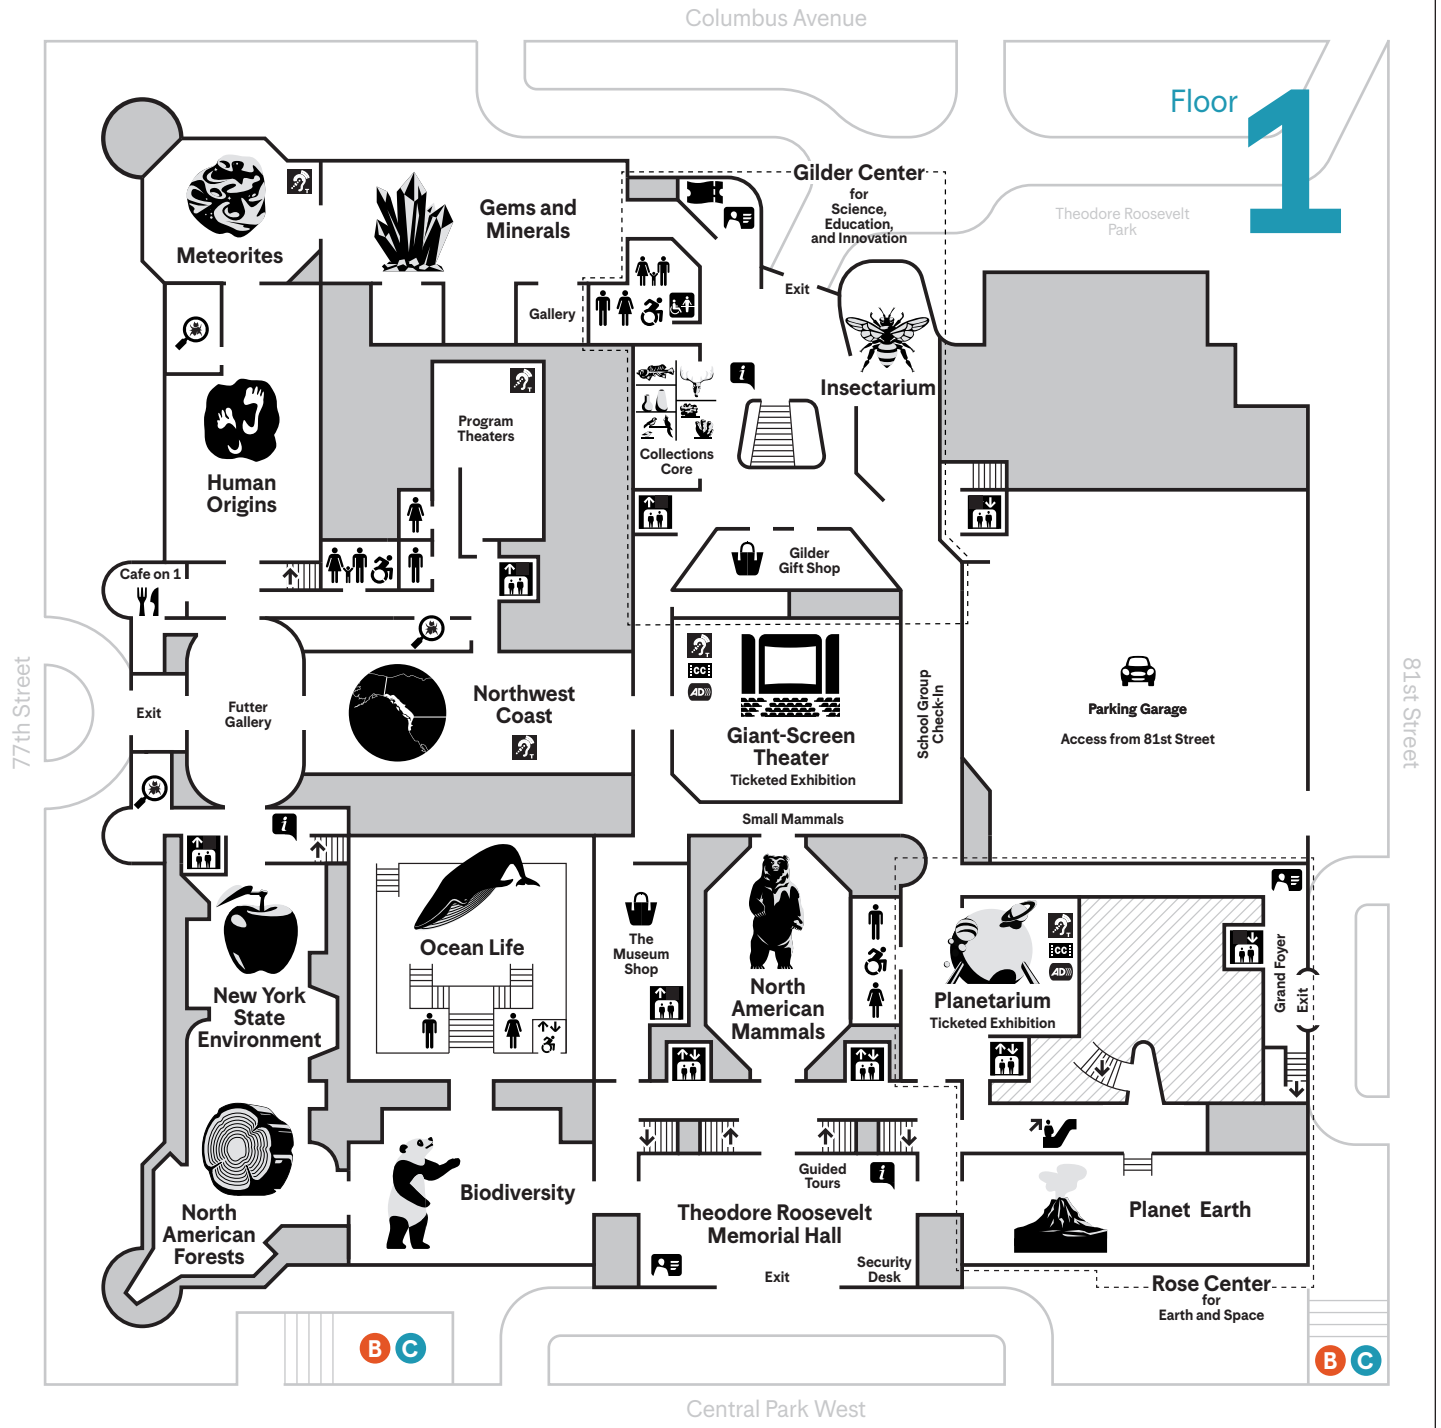 Columbus Avenue
Floor 1
Gilder Center
for
Science,
Education,
and Innovation
Theodore Roosevelt
Park
Meteorites
Gems and
Minerals
Exit
Gallery
i
Insectarium
Program
Theaters
Collections
Core
Human
Origins
Gilder
Gift Shop
Cafe on 1
77th Street
Exit
Futter
Gallery
Northwest
Coast
CC
AD
Giant-Screen
Theater
Ticketed Exhibition
School Group
Check-In
Parking Garage
Access from 81st Street
81st Street
i
Small Mammals
Ocean Life
The
Museum
Shop
North
American
Mammals
CC
AD
Planetarium
Ticketed Exhibition
Grand Foyer
Exit
New York
State
Environment
North
American
Forests
Biodiversity
Guided
Tours
i
Theodore Roosevelt
Memorial Hall
Exit
Security
Desk
Planet Earth
Rose Center
for
Earth and Space
B C
B C
Central Park West